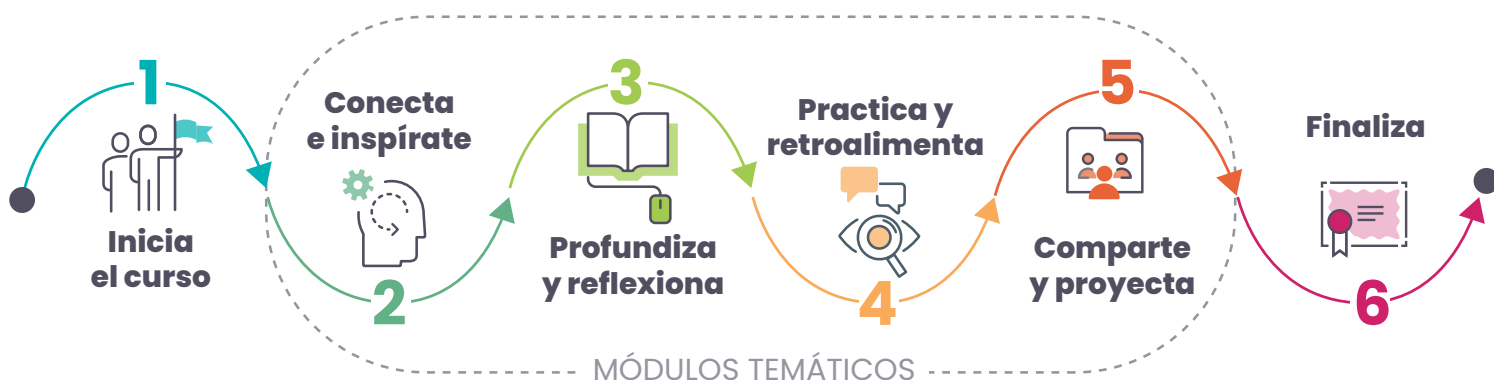 1
Inicia
el curso
Conecta
e inspírate
2
3
Profundiza
y reflexiona
Practica y
retroalimenta
4
5
Comparte
y proyecta
Finaliza
6
MÓDULOS TEMÁTICOS